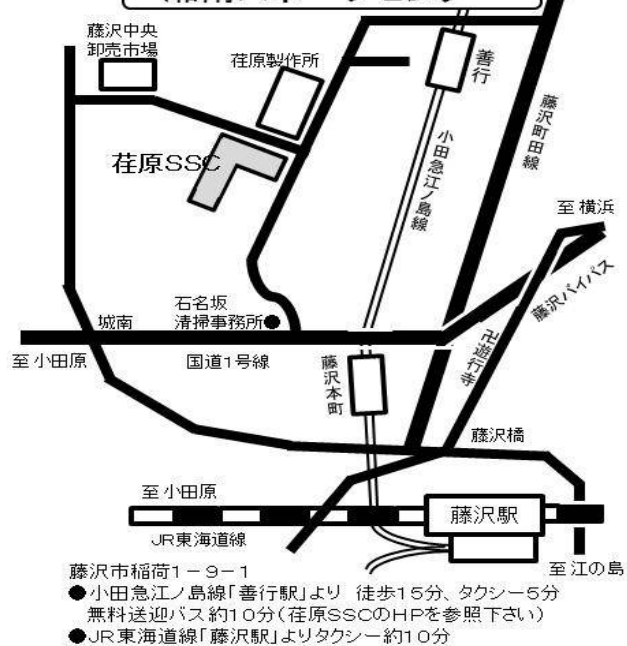 藤沢中央
卸売市場
荏原製作所
善行
藤沢町田線
小田急江ノ島線
荏原SSC
至 横浜
藤沢バイパス
石名坂
清掃事務所●
城南
至 小田原
国道1号線
藤沢本町
卍遊行寺
藤沢橋
至 小田原
藤沢駅
JR東海道線
至 江の島
藤沢市稲荷1-9-1
●小田急江ノ島線「善行駅」より 徒歩15分、タクシー5分
無料送迎バス約10分(荏原SSCのHPを参照下さい)
●JR東海道線「藤沢駅」よりタクシー約10分